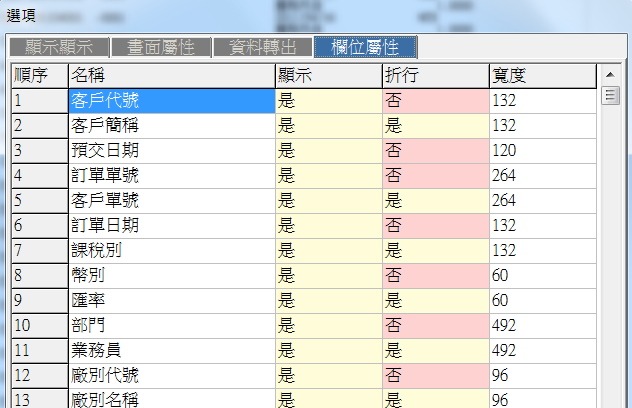 選項
顯示顯示 畫面屬性 資料轉出 欄位屬性
順序 名稱 顯示 折行 寬度
1 客戶代號 是 否 132
2 客戶簡稱 是 是 132
3 預交日期 是 否 120
4 訂單單號 是 否 264
5 客戶單號 是 是 264
6 訂單日期 是 否 132
7 課稅別 是 是 132
8 幣別 是 否 60
9 匯率 是 是 60
10 部門 是 否 492
11 業務員 是 是 492
12 廠別代號 是 否 96
13 廠別名稱 是 是 96